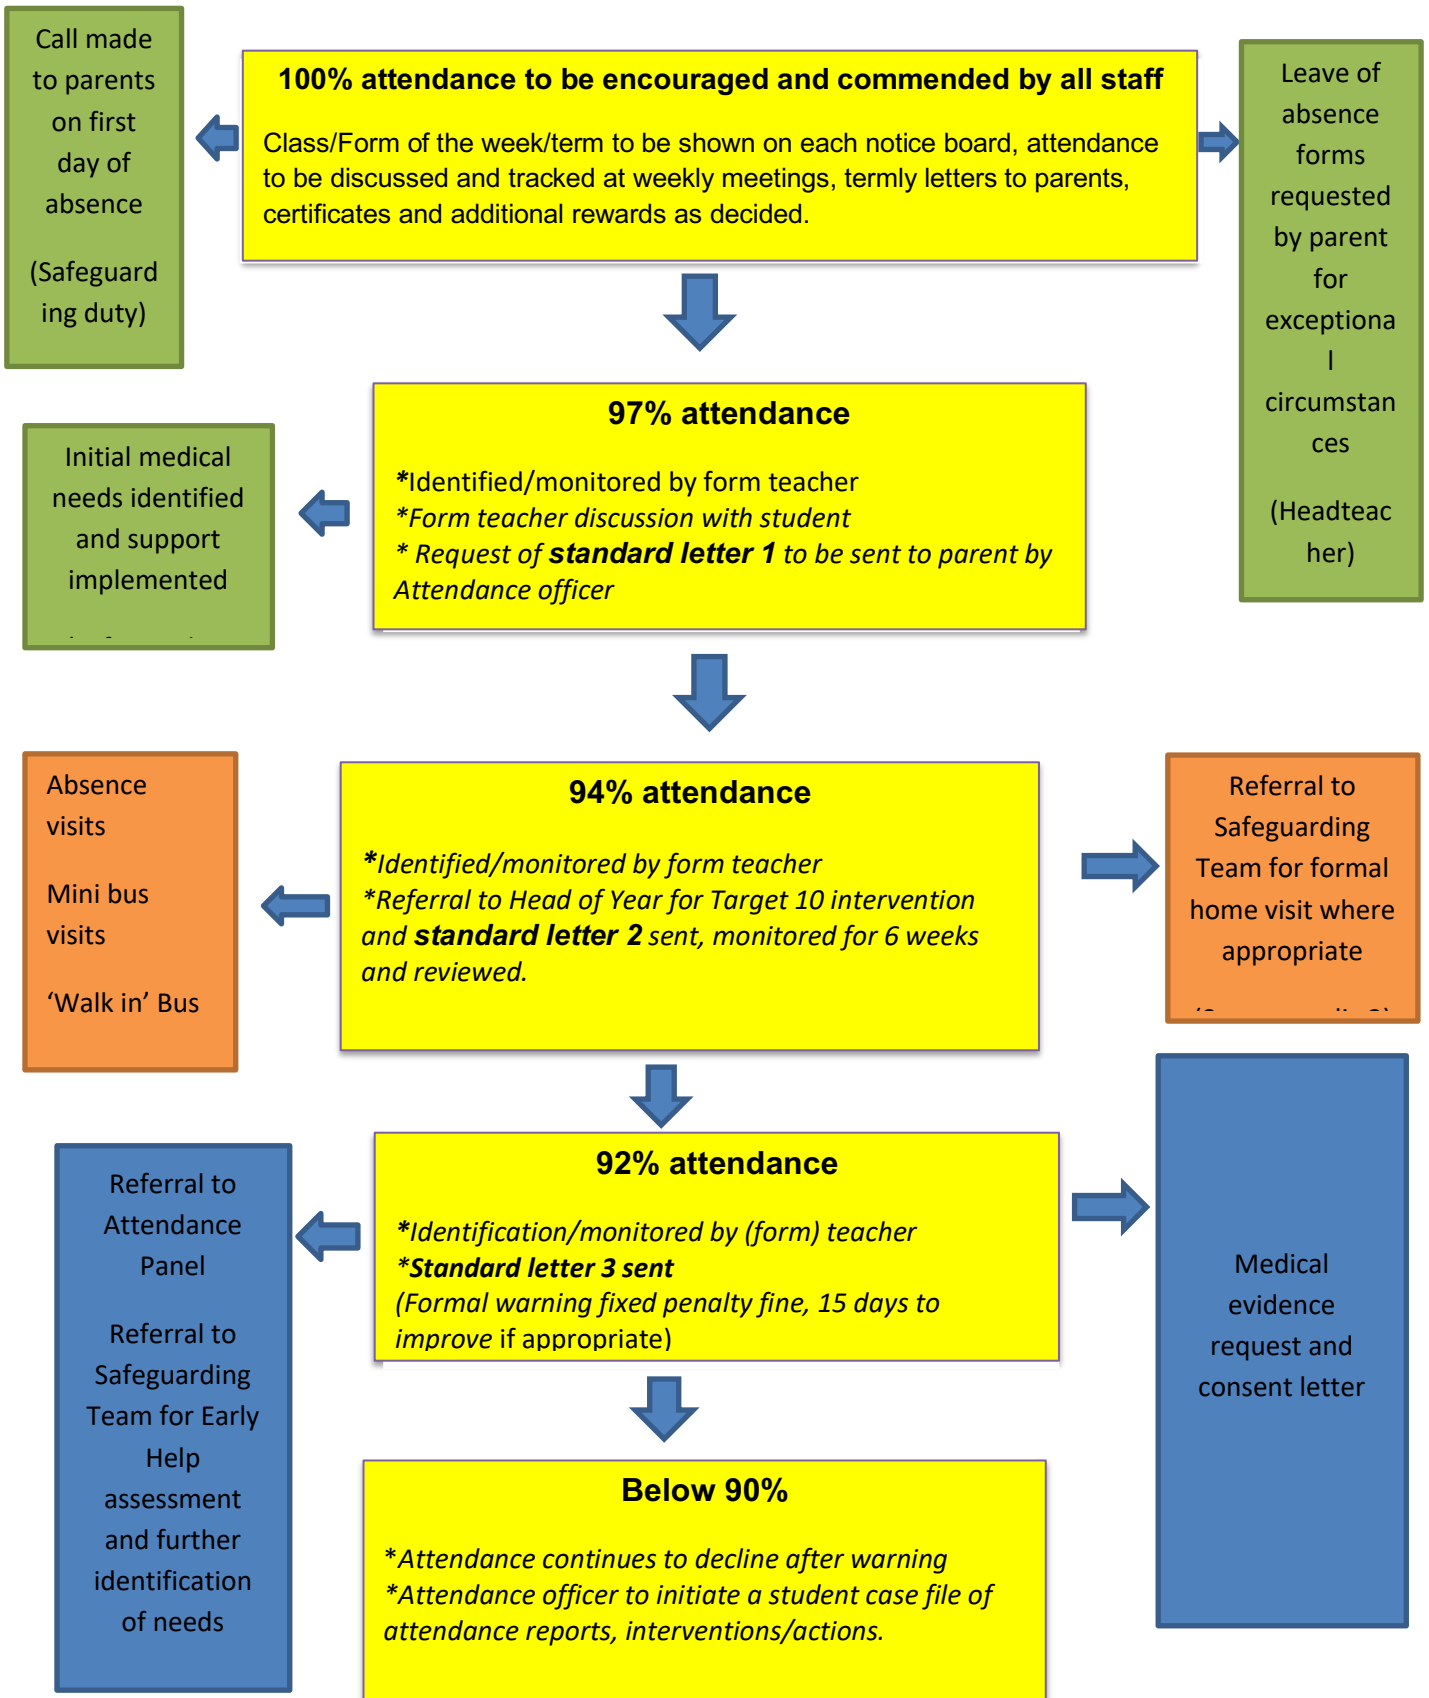 Call made
to parents
on first
day of
absence
(Safeguard
ing duty)
100% attendance to be encouraged and commended by all staff
Class/Form of the week/term to be shown on each notice board, attendance
to be discussed and tracked at weekly meetings, termly letters to parents,
certificates and additional rewards as decided.
Leave of
absence
forms
requested
by parent
for
exceptiona
l
circumstan
ces
(Headteac
her)
97% attendance
*Identified/monitored by form teacher
*Form teacher discussion with student
* Request of standard letter 1 to be sent to parent by
Attendance officer
Initial medical
needs identified
and support
implemented
Absence
visits
Mini bus
visits
‘Walk in’ Bus
94% attendance
*Identified/monitored by form teacher
*Referral to Head of Year for Target 10 intervention
and standard letter 2 sent, monitored for 6 weeks
and reviewed.
Referral to
Safeguarding
Team for formal
home visit where
appropriate
Referral to
Attendance
Panel
Referral to
Safeguarding
Team for Early
Help
assessment
and further
identification
of needs
92% attendance
*Identification/monitored by (form) teacher
*Standard letter 3 sent
(Formal warning fixed penalty fine, 15 days to
improve if appropriate)
Medical
evidence
request and
consent letter
Below 90%
*Attendance continues to decline after warning
*Attendance officer to initiate a student case file of
attendance reports, interventions/actions.